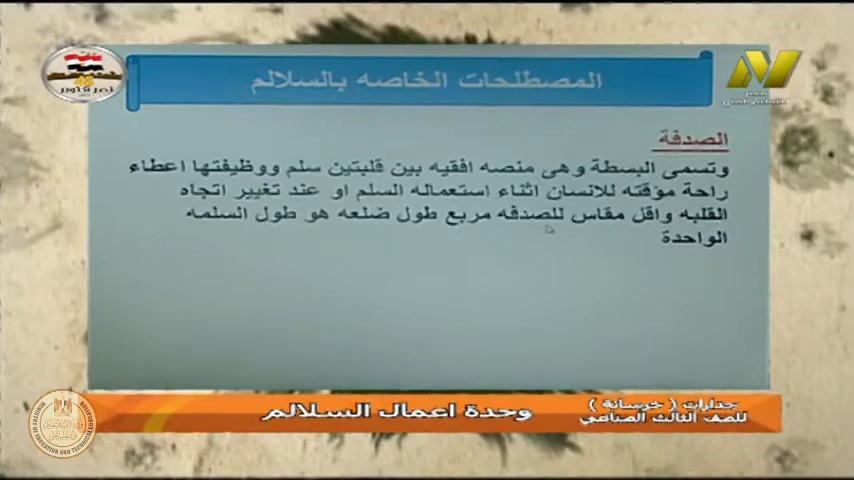 المصطلحات الخاصه بالسلالم
الصدفة
وتسمى البسطة وهى منصه افقيه بين قلبتين سلم ووظيفتها اعطاء
راحة مؤقته للانسان اثناء استعماله السلم او عند تغيير اتجاه
القلبه واقل مقاس للصدفه مربع طول ضلعه هو طول السلمه
الواحدة
جدارات ( خرسانة )
للصف الثالث الصناعي
وحدة اعمال السلالم